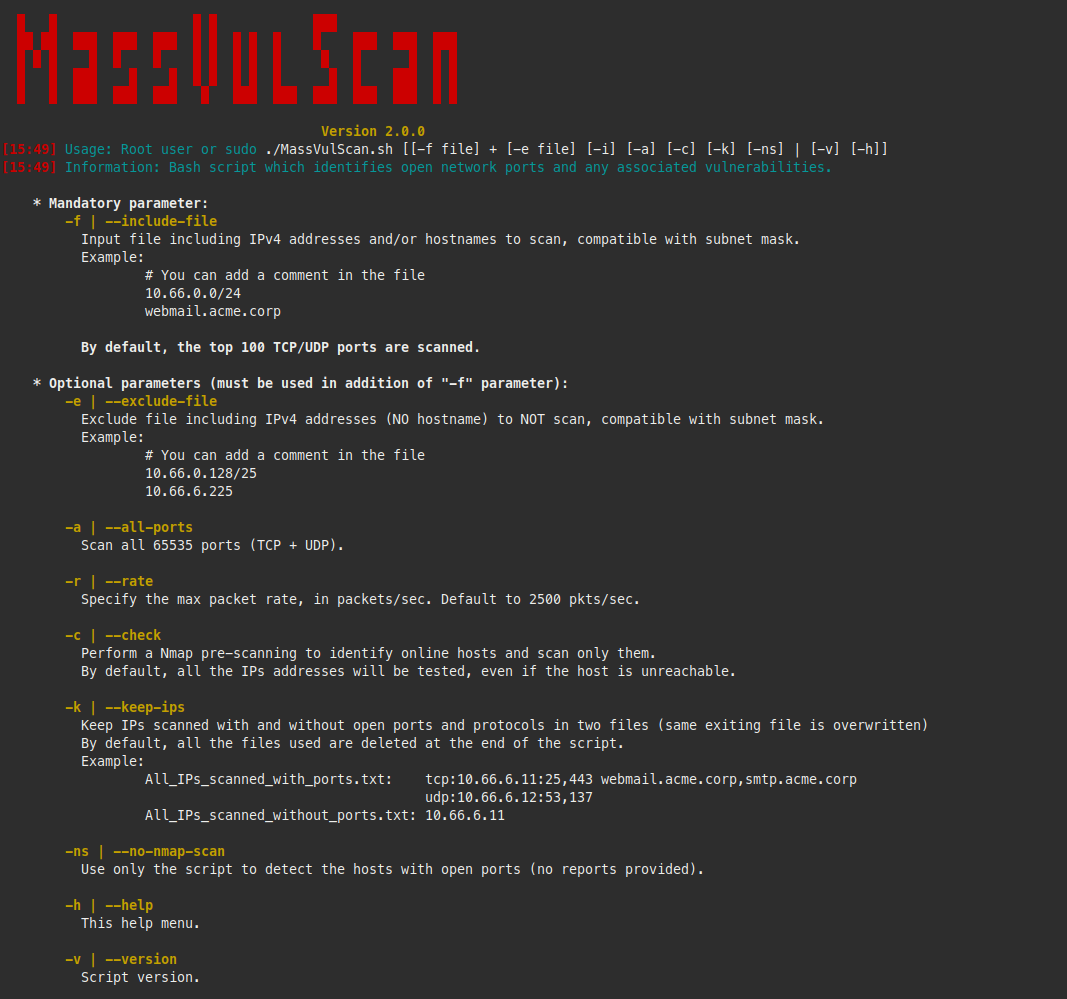 MassVulScan
Version 2.0.0
[15:49] Usage: Root user or sudo ./MassVulScan.sh [[-f file] + [-e file] [-i] [-a] [-c] [-k] [-ns] | [-v] [-h]]
[15:49] Information: Bash script which identifies open network ports and any associated vulnerabilities.
* Mandatory parameter:
-f | --include-file
Input file including IPv4 addresses and/or hostnames to scan, compatible with subnet mask.
Example:
# You can add a comment in the file
10.66.0.0/24
webmail.acme.corp
By default, the top 100 TCP/UDP ports are scanned.
* Optional parameters (must be used in addition of "-f" parameter):
-e | --exclude-file
Exclude file including IPv4 addresses (NO hostname) to NOT scan, compatible with subnet mask.
Example:
# You can add a comment in the file
10.66.0.128/25
10.66.6.225
-a | --all-ports
Scan all 65535 ports (TCP + UDP).
-r | --rate
Specify the max packet rate, in packets/sec. Default to 2500 pkts/sec.
-c | --check
Perform a Nmap pre-scanning to identify online hosts and scan only them.
By default, all the IPs addresses will be tested, even if the host is unreachable.
-k | --keep-ips
Keep IPs scanned with and without open ports and protocols in two files (same exiting file is overwritten)
By default, all the files used are deleted at the end of the script.
Example:
All_IPs_scanned_with_ports.txt: tcp:10.66.6.11:25,443 webmail.acme.corp,smtp.acme.corp
udp:10.66.6.12:53,137
All_IPs_scanned_without_ports.txt: 10.66.6.11
-ns | --no-nmap-scan
Use only the script to detect the hosts with open ports (no reports provided).
-h | --help
This help menu.
-v | --version
Script version.